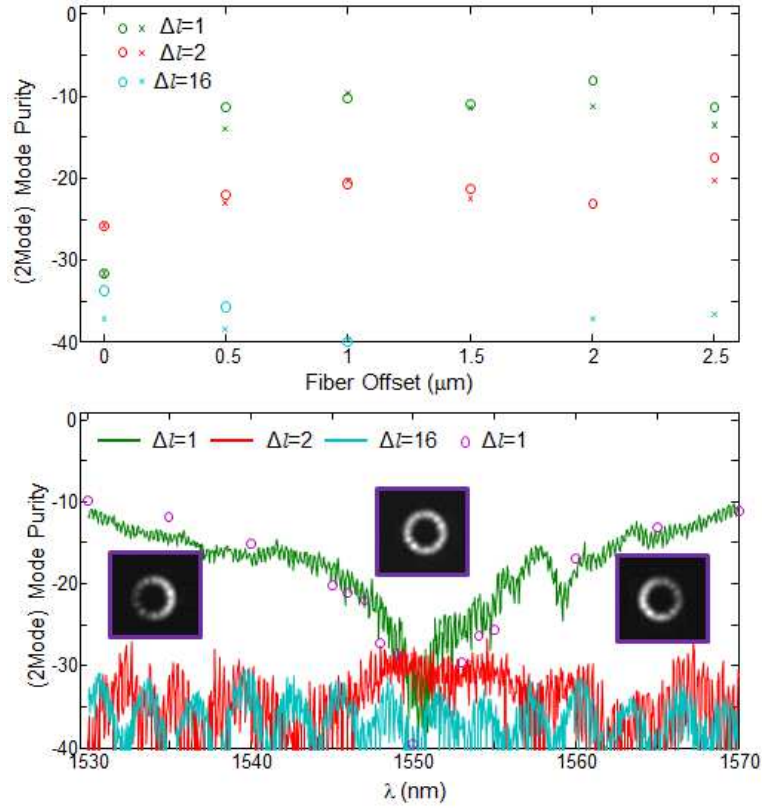 0
-10
-20
-30
-40
(2Mode) Mode Purity
○ × Δl=1
○ × Δl=2
○ × Δl=16
0 0.5 1 1.5 2 2.5
Fiber Offset (μm)
0
-10
-20
-30
-40
(2Mode) Mode Purity
Δl=1 Δl=2 Δl=16 ○ Δl=1
1530 1540 1550 1560 1570
λ (nm)